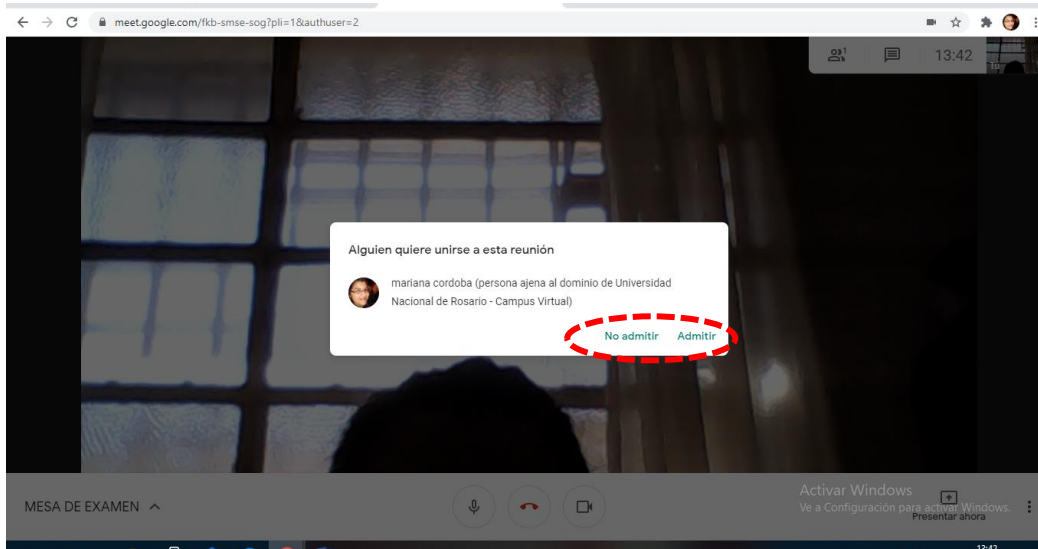 meet.google.com/fkb-smse-sog?pli=1&authuser=2
1
13:42
Tú
Alguien quiere unirse a esta reunión
mariana cordoba (persona ajena al dominio de Universidad
Nacional de Rosario - Campus Virtual)
No admitir Admitir
MESA DE EXAMEN
Activar Windows
Ve a Configuración para activar Windows.
Presentar ahora
13:42